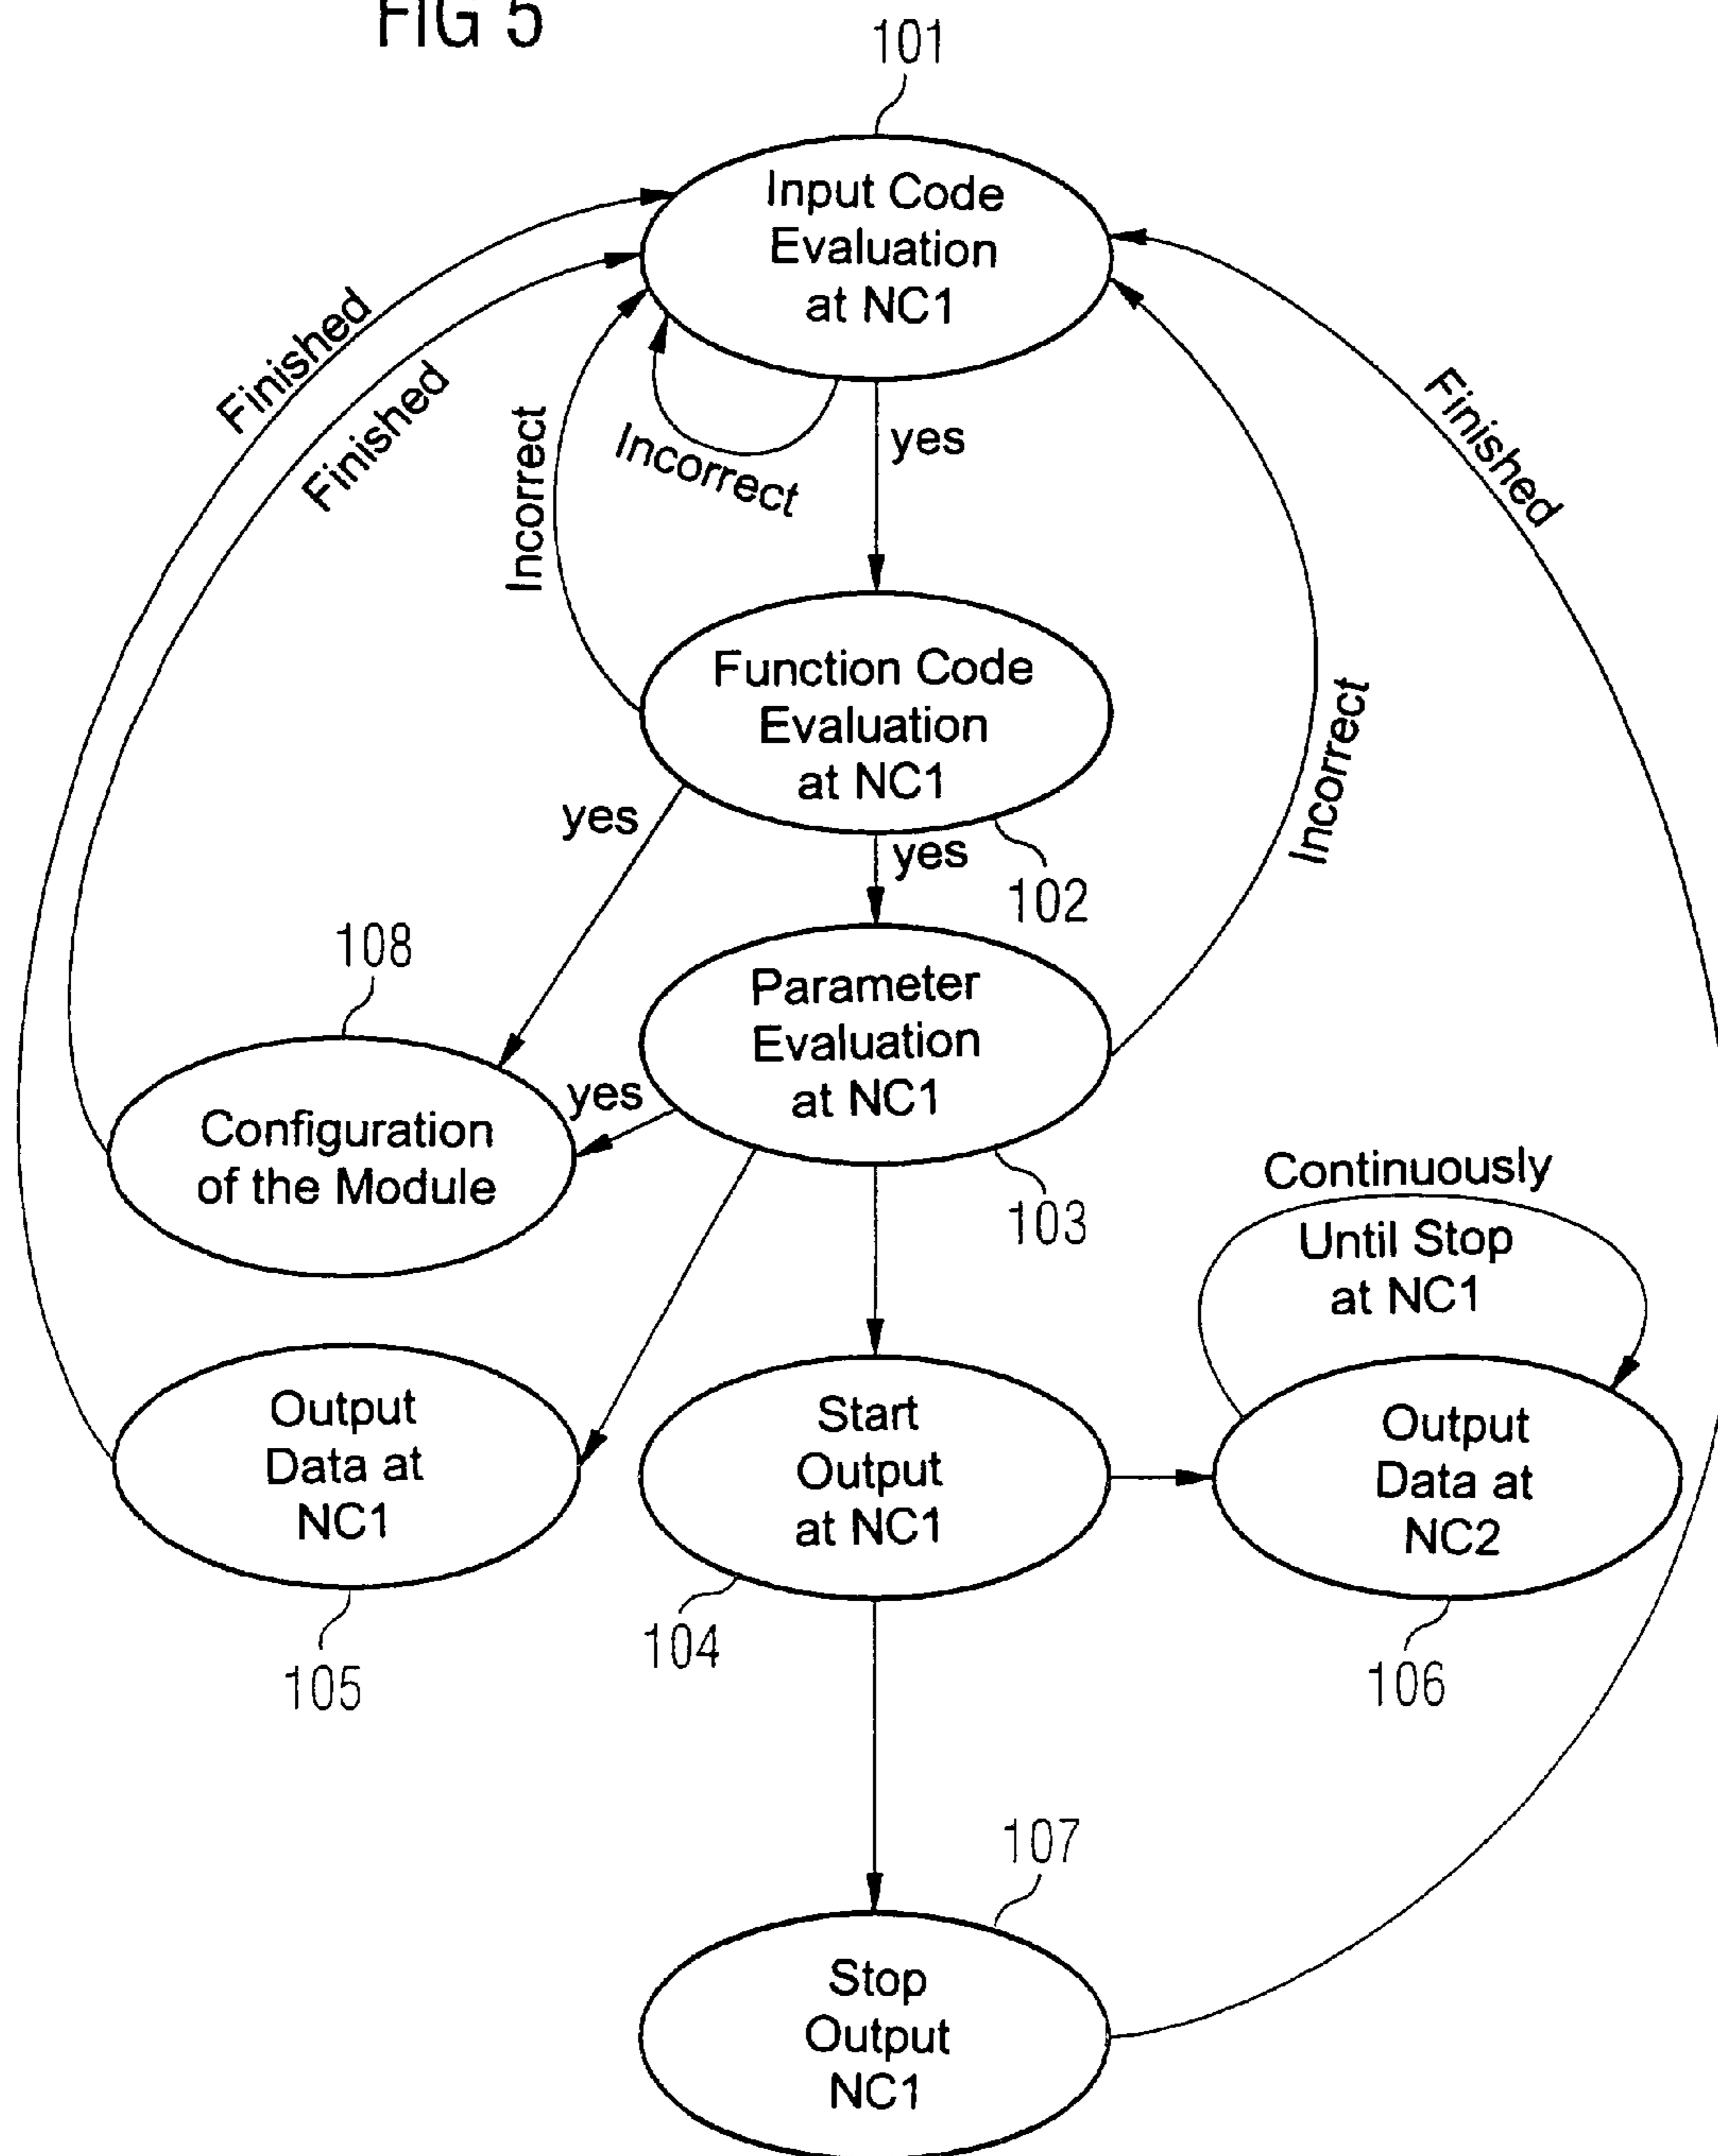 FIG 5
101
Input Code
Evaluation
at NC1
Finished
Finished
Incorrect
Incorrect
yes
Finished
Function Code
Evaluation
at NC1
Incorrect
yes
yes
102
108
Parameter
Evaluation
at NC1
yes
Configuration
of the Module
103
Continuously
Until Stop
at NC1
Output
Data at
NC1
Start
Output
at NC1
Output
Data at
NC2
104
105
106
107
Stop
Output
NC1